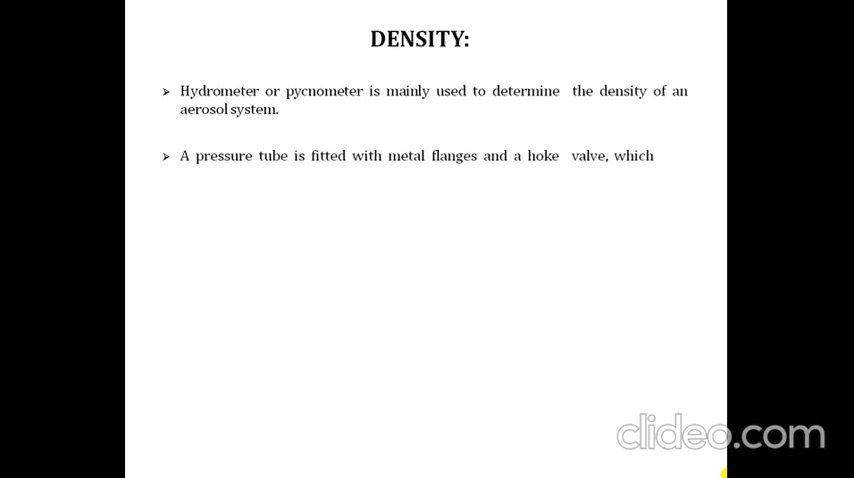 DENSITY:
➢ Hydrometer or pycnometer is mainly used to determine the density of an
aerosol system.
➢ A pressure tube is fitted with metal flanges and a hoke valve, which
clideo.com